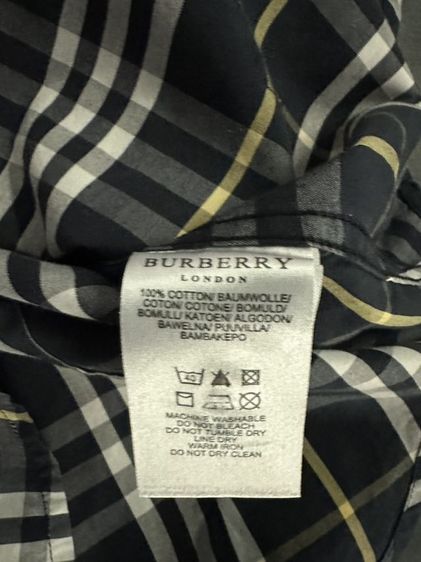 BURBERRY
LONDON
100% COTTON/ BAUMWOLLE/
COTON/ COTONE/ BOMULD/
BOMULL/ KATOEN/ ALGODON/
BAWELNA/ PUUVILLA/
BAMBAKEPO
40
MACHINE WASHABLE
DO NOT BLEACH
DO NOT TUMBLE DRY
LINE DRY
WARM IRON
DO NOT DRY CLEAN